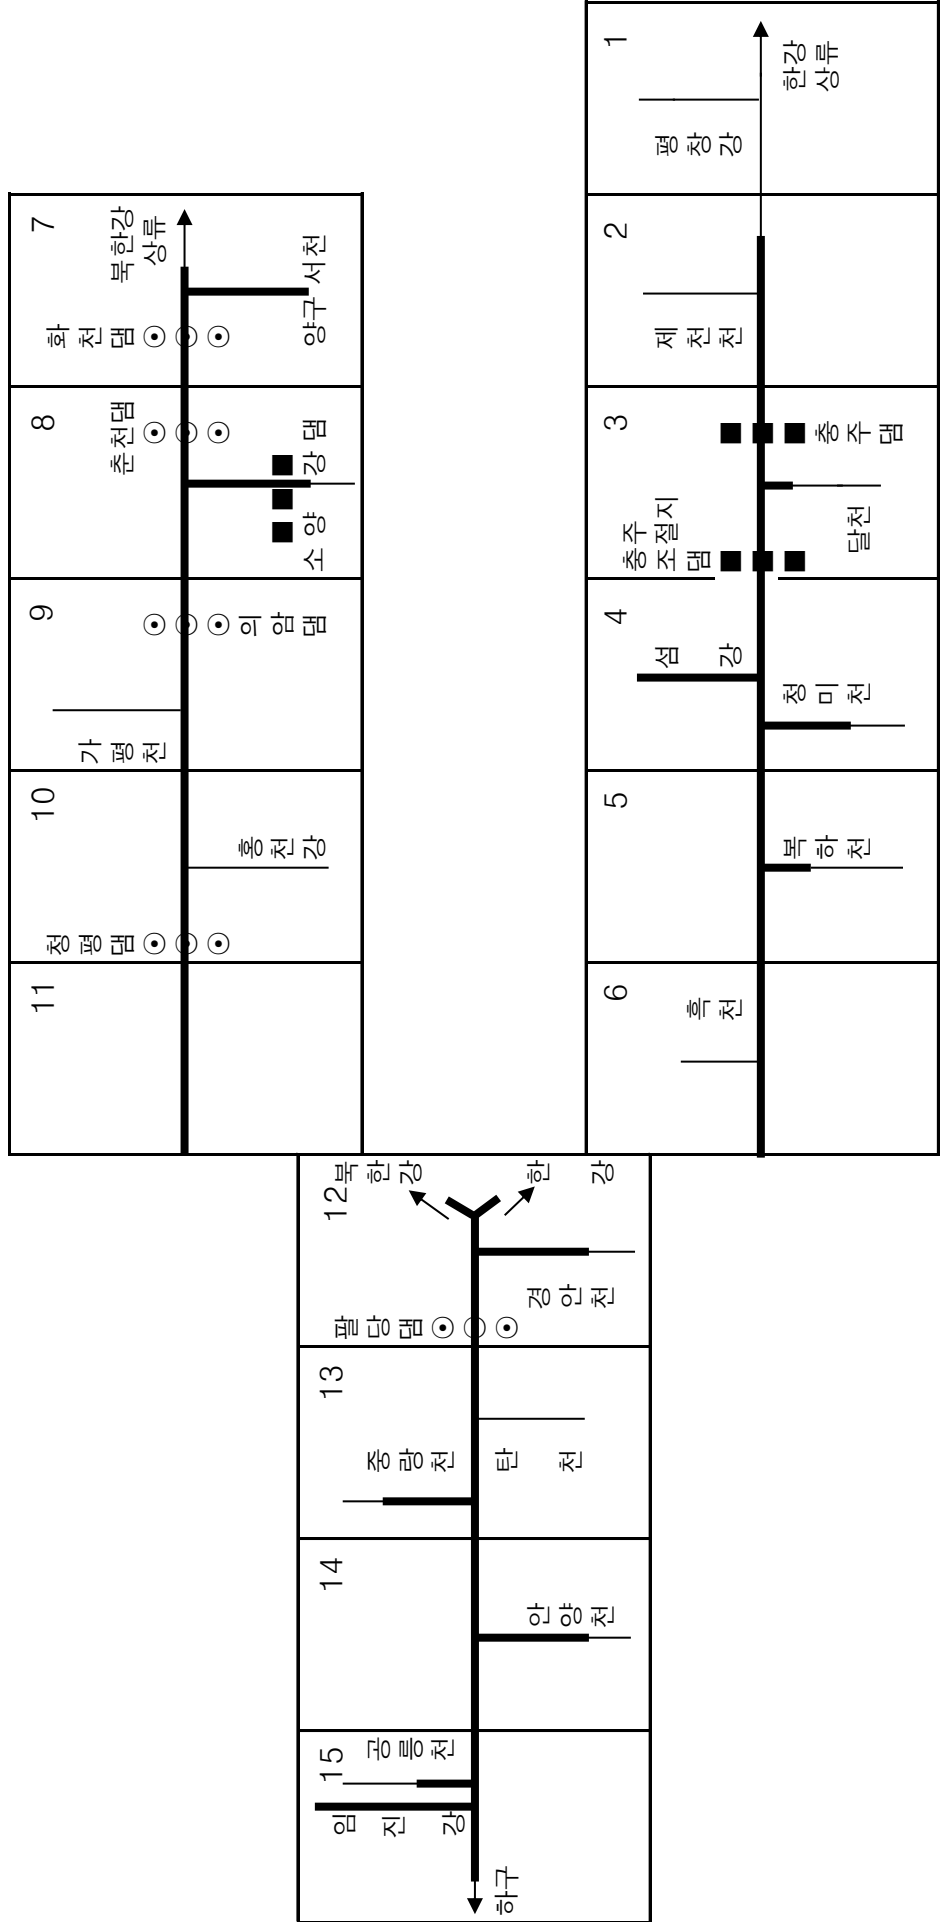 1
한강
상류
평창강
2
제천천
3
충주댐
달천
충주
조절지
댐
4
섬 강
청미천
5
복하천
6
흑천
7
북한강
상류
양구 서천
화천댐
8
춘천댐
소양강댐
9
의암댐
가평천
10
홍천강
청평댐
11
12
북한강
한 강
경안천
팔당댐
13
중랑천
탄 천
14
안양천
15
공릉천
임진강
하구